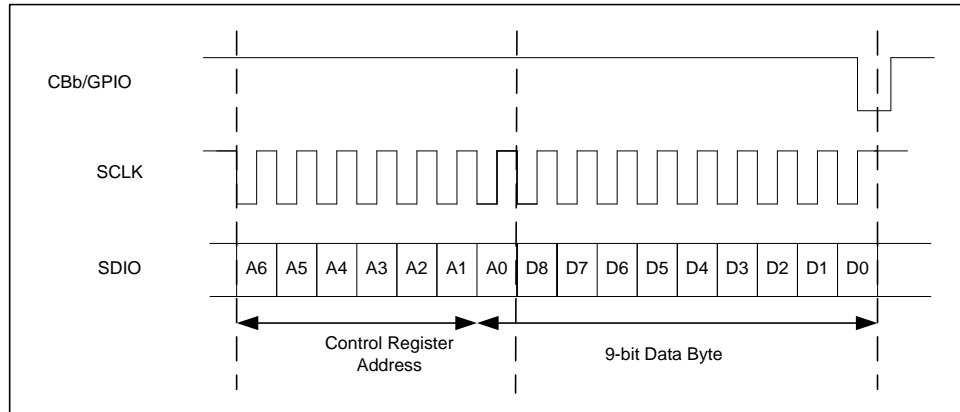 CBb/GPIO
SCLK
SDIO
A6 A5 A4 A3 A2 A1 A0 D8 D7 D6 D5 D4 D3 D2 D1 D0
Control Register
Address
9-bit Data Byte